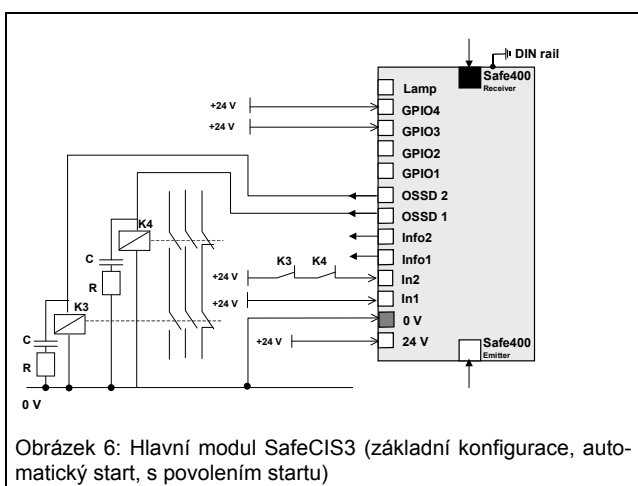 DIN rail
Safe400
Receiver
Lamp
+24 V
GPIO4
+24 V
GPIO3
GPIO2
GPIO1
OSSD 2
K4
OSSD 1
Info2
C
K3 K4
Info1
R
+24 V
In2
K3
+24 V
In1
C
0 V
R
+24 V
24 V
Safe400
Emitter
0 V
Obrázek 6: Hlavní modul SafeCIS3 (základní konfigurace, auto-
matický start, s povolením startu)